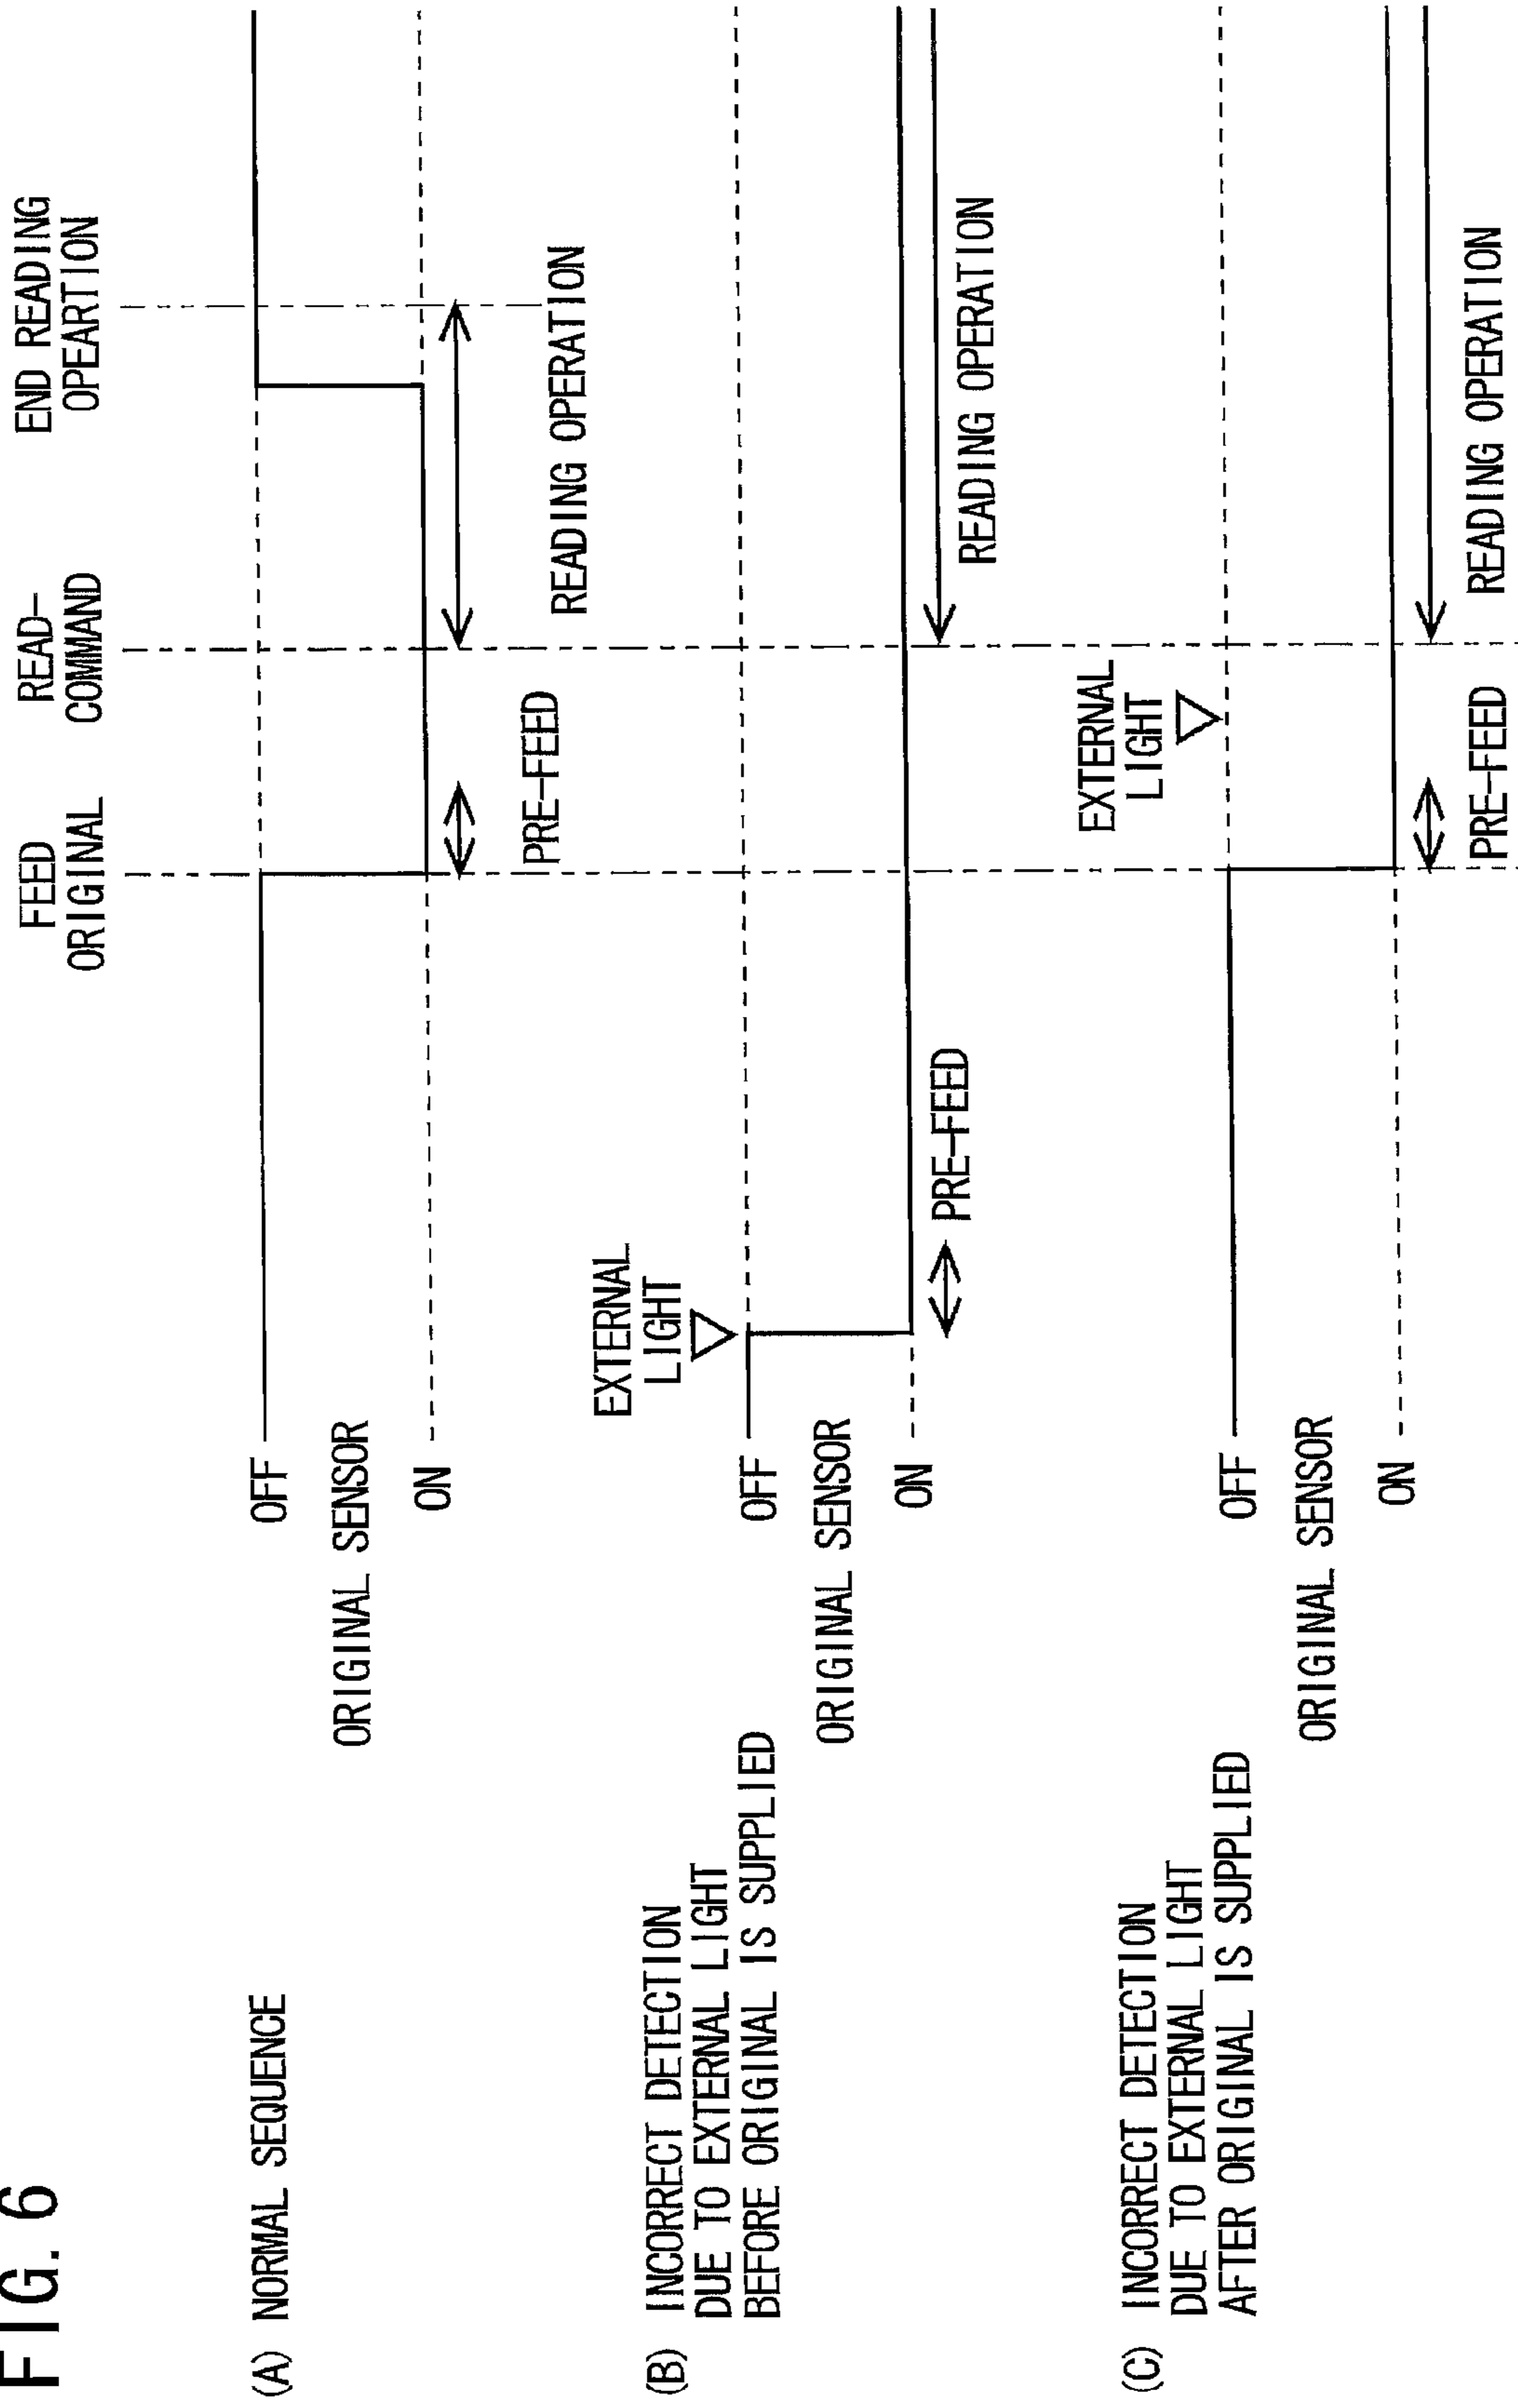 FIG. 6
FEED
ORIGINAL
READ-
COMMAND
END READING
OPEARTION
(A) NORMAL SEQUENCE
OFF
ORIGINAL SENSOR
ON
PRE-FEED
READING OPERATION
(B) INCORRECT DETECTION
DUE TO EXTERNAL LIGHT
BEFORE ORIGINAL IS SUPPLIED
EXTERNAL
LIGHT
OFF
ORIGINAL SENSOR
ON
PRE-FEED
READING OPERATION
(C) INCORRECT DETECTION
DUE TO EXTERNAL LIGHT
AFTER ORIGINAL IS SUPPLIED
EXTERNAL
LIGHT
OFF
ORIGINAL SENSOR
ON
PRE-FEED
READING OPERATION